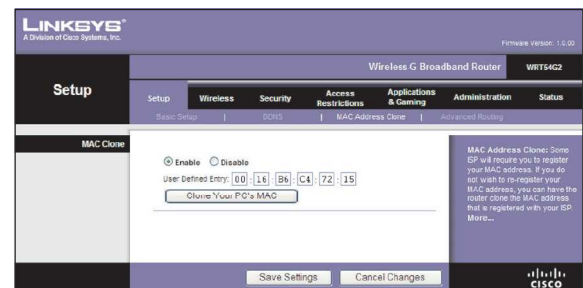 LINKSYS®
A Division of Cisco Systems, Inc.
Firmware Version: 1.0.00
Wireless G Broadband Router WRT54G2
Setup
Setup Wireless Security Access Restrictions Applications & Gaming Administration Status
Basic Setup | DDNS | MAC Address Clone | Advanced Routing
MAC Clone
Enable Disable
User Defined Entry: 00 : 16 : B6 : C4 : 72 : 15
Clone Your PC's MAC
MAC Address Clone: Some
ISP will require you to register
your MAC address. If you do
not wish to re-register your
MAC address, you can have the
router clone the MAC address
that is registered with your ISP.
More...
Save Settings Cancel Changes
CISCO